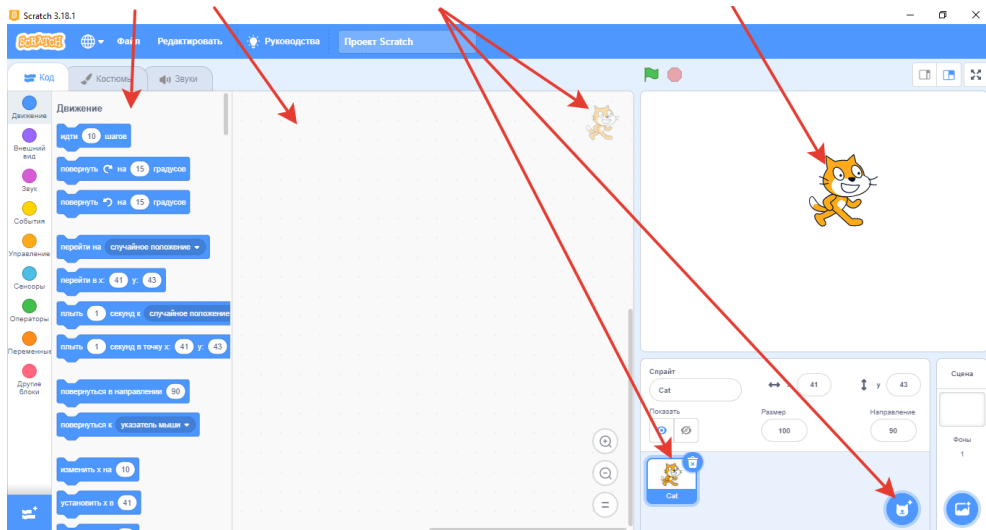 Scratch 3.18.1
SCRATCH Файл Редактировать Руководства Проект Scratch
Код Костюмы Звуки
Движение
Внешний вид
Звук
События
Управление
Сенсоры
Операторы
Переменные
Другие блоки
Движение
идти 10 шагов
повернуть на 15 градусов
повернуть на 15 градусов
перейти на случайное положение
перейти в x: 41 y: 43
плыть 1 секунд к случайное положение
плыть 1 секунд в точку x: 41 y: 43
повернуться в направлении 90
повернуться к указатель мыши
изменить x на 10
установить x в 41
Спрайт
Cat x 41 y 43
Показать Размер Направление
100 90
Cat
Сцена
Фоны
1